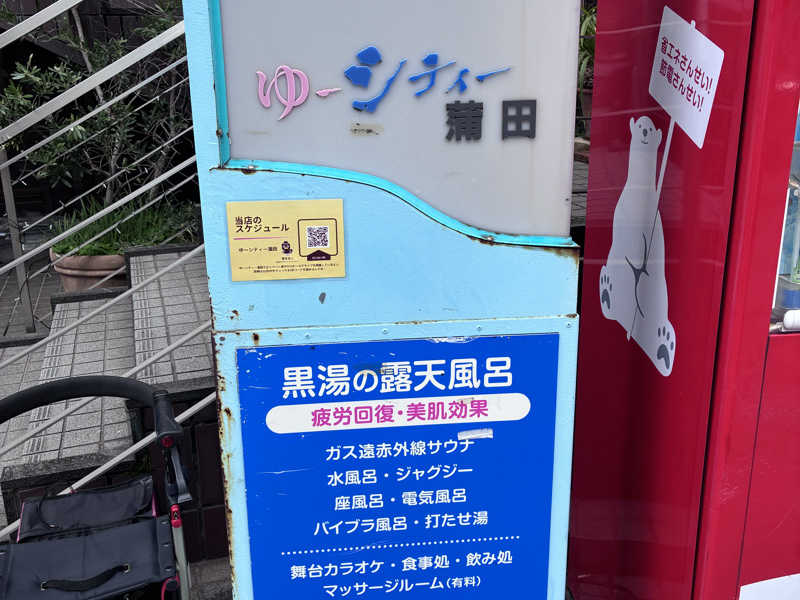 ゆーシティー
蒲田
当店の
スケジュール
ゆーシティー蒲田
黒湯の露天風呂
疲労回復・美肌効果
ガス遠赤外線サウナ
水風呂・ジャグジー
座風呂・電気風呂
バイブラ風呂・打たせ湯
舞台カラオケ・食事処・飲み処
マッサージルーム(有料)
省エネさんせい!
節電さんせい!